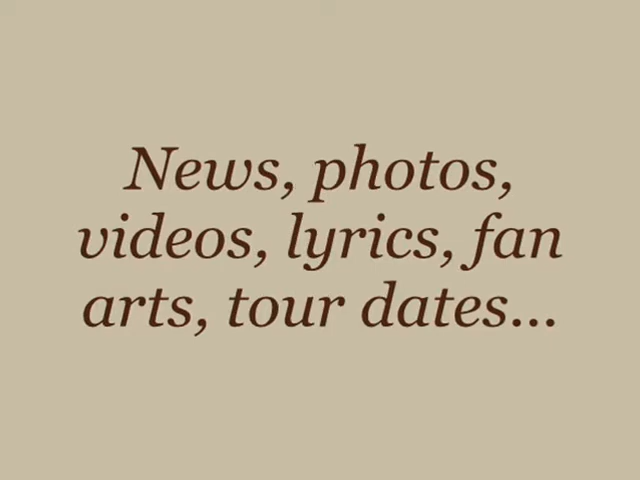 News, photos,
videos, lyrics, fan
arts, tour dates...